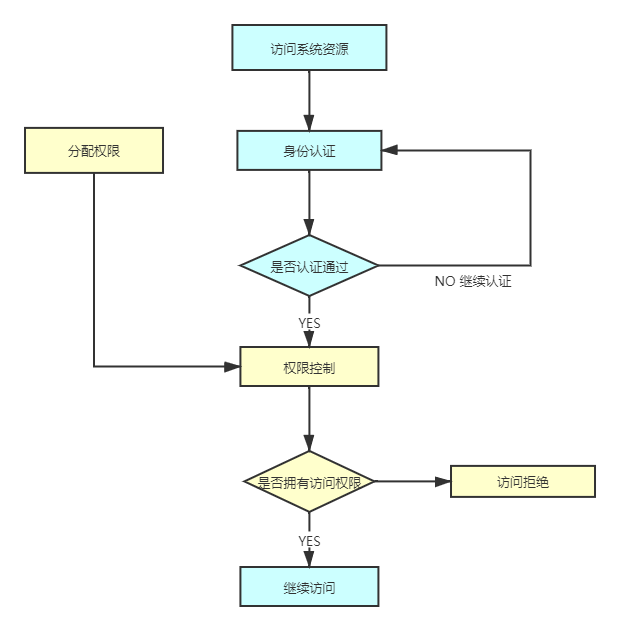 访问系统资源
分配权限
身份认证
是否认证通过
NO 继续认证
YES
权限控制
是否拥有访问权限
访问拒绝
YES
继续访问